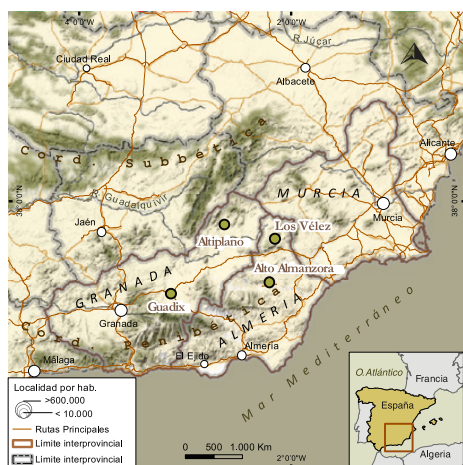 4°0'0"O
2°0'0"O
R. Júcar
Ciudad Real
Albacete
Cord. Subbética
Alicante
38°0'0"N
38°0'0"N
MURCIA
R. Guadalquivir
Murcia
Jaén
Altiplano
Los Vélez
Alto Almanzora
GRANADA
Guadix
Granada
Cord. Penibética
ALMERIA
Mar Mediterráneo
El Ejido
Almería
Málaga
O. Atlántico
Francia
España
Argelia
Localidad por hab.
>600,000
< 10.000
Rutas Principales
Limite interprovincial
Limite interprovincial
0 500 1.000 Km
2°0'0"O